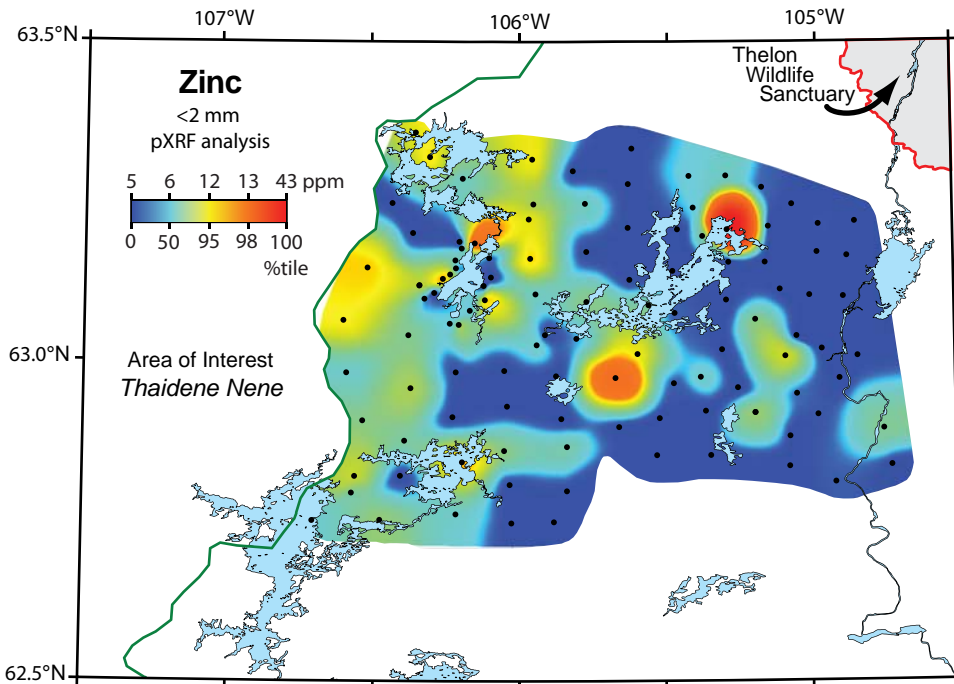 107°W 106°W 105°W
63.5°N
Thelon
Wildlife
Sanctuary
Zinc
<2 mm
pXRF analysis
5 6 12 13 43 ppm
0 50 95 98 100
%tile
63.0°N
Area of Interest
Thaidene Nene
62.5°N